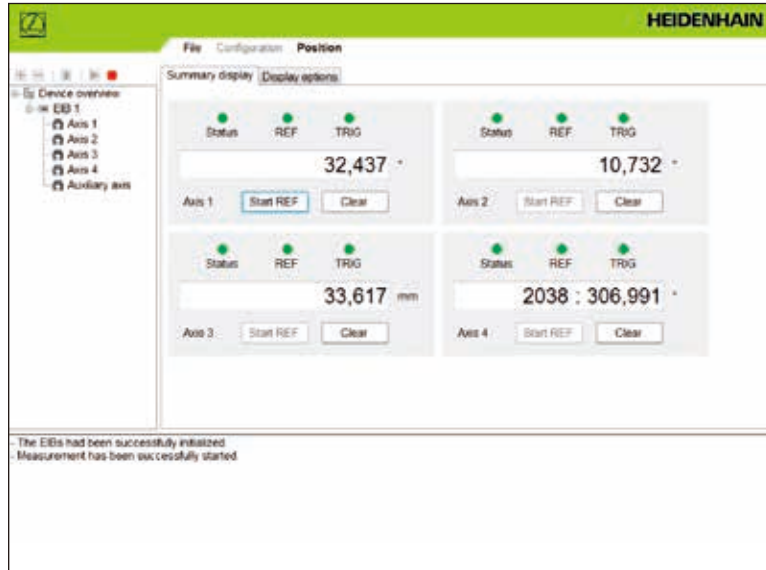 HEIDENHAIN
File Configuration Position
Summary display Display options
Device overview
EIB 1
Axis 1
Axis 2
Axis 3
Axis 4
Auxiliary axis
Status REF TRIG
32,437 °
Axis 1 Start REF Clear
Status REF TRIG
10,732 °
Axis 2 Start REF Clear
Status REF TRIG
33,617 mm
Axis 3 Start REF Clear
Status REF TRIG
2038 : 306,991 °
Axis 4 Start REF Clear
- The EIBs had been successfully initialized
- Measurement has been successfully started